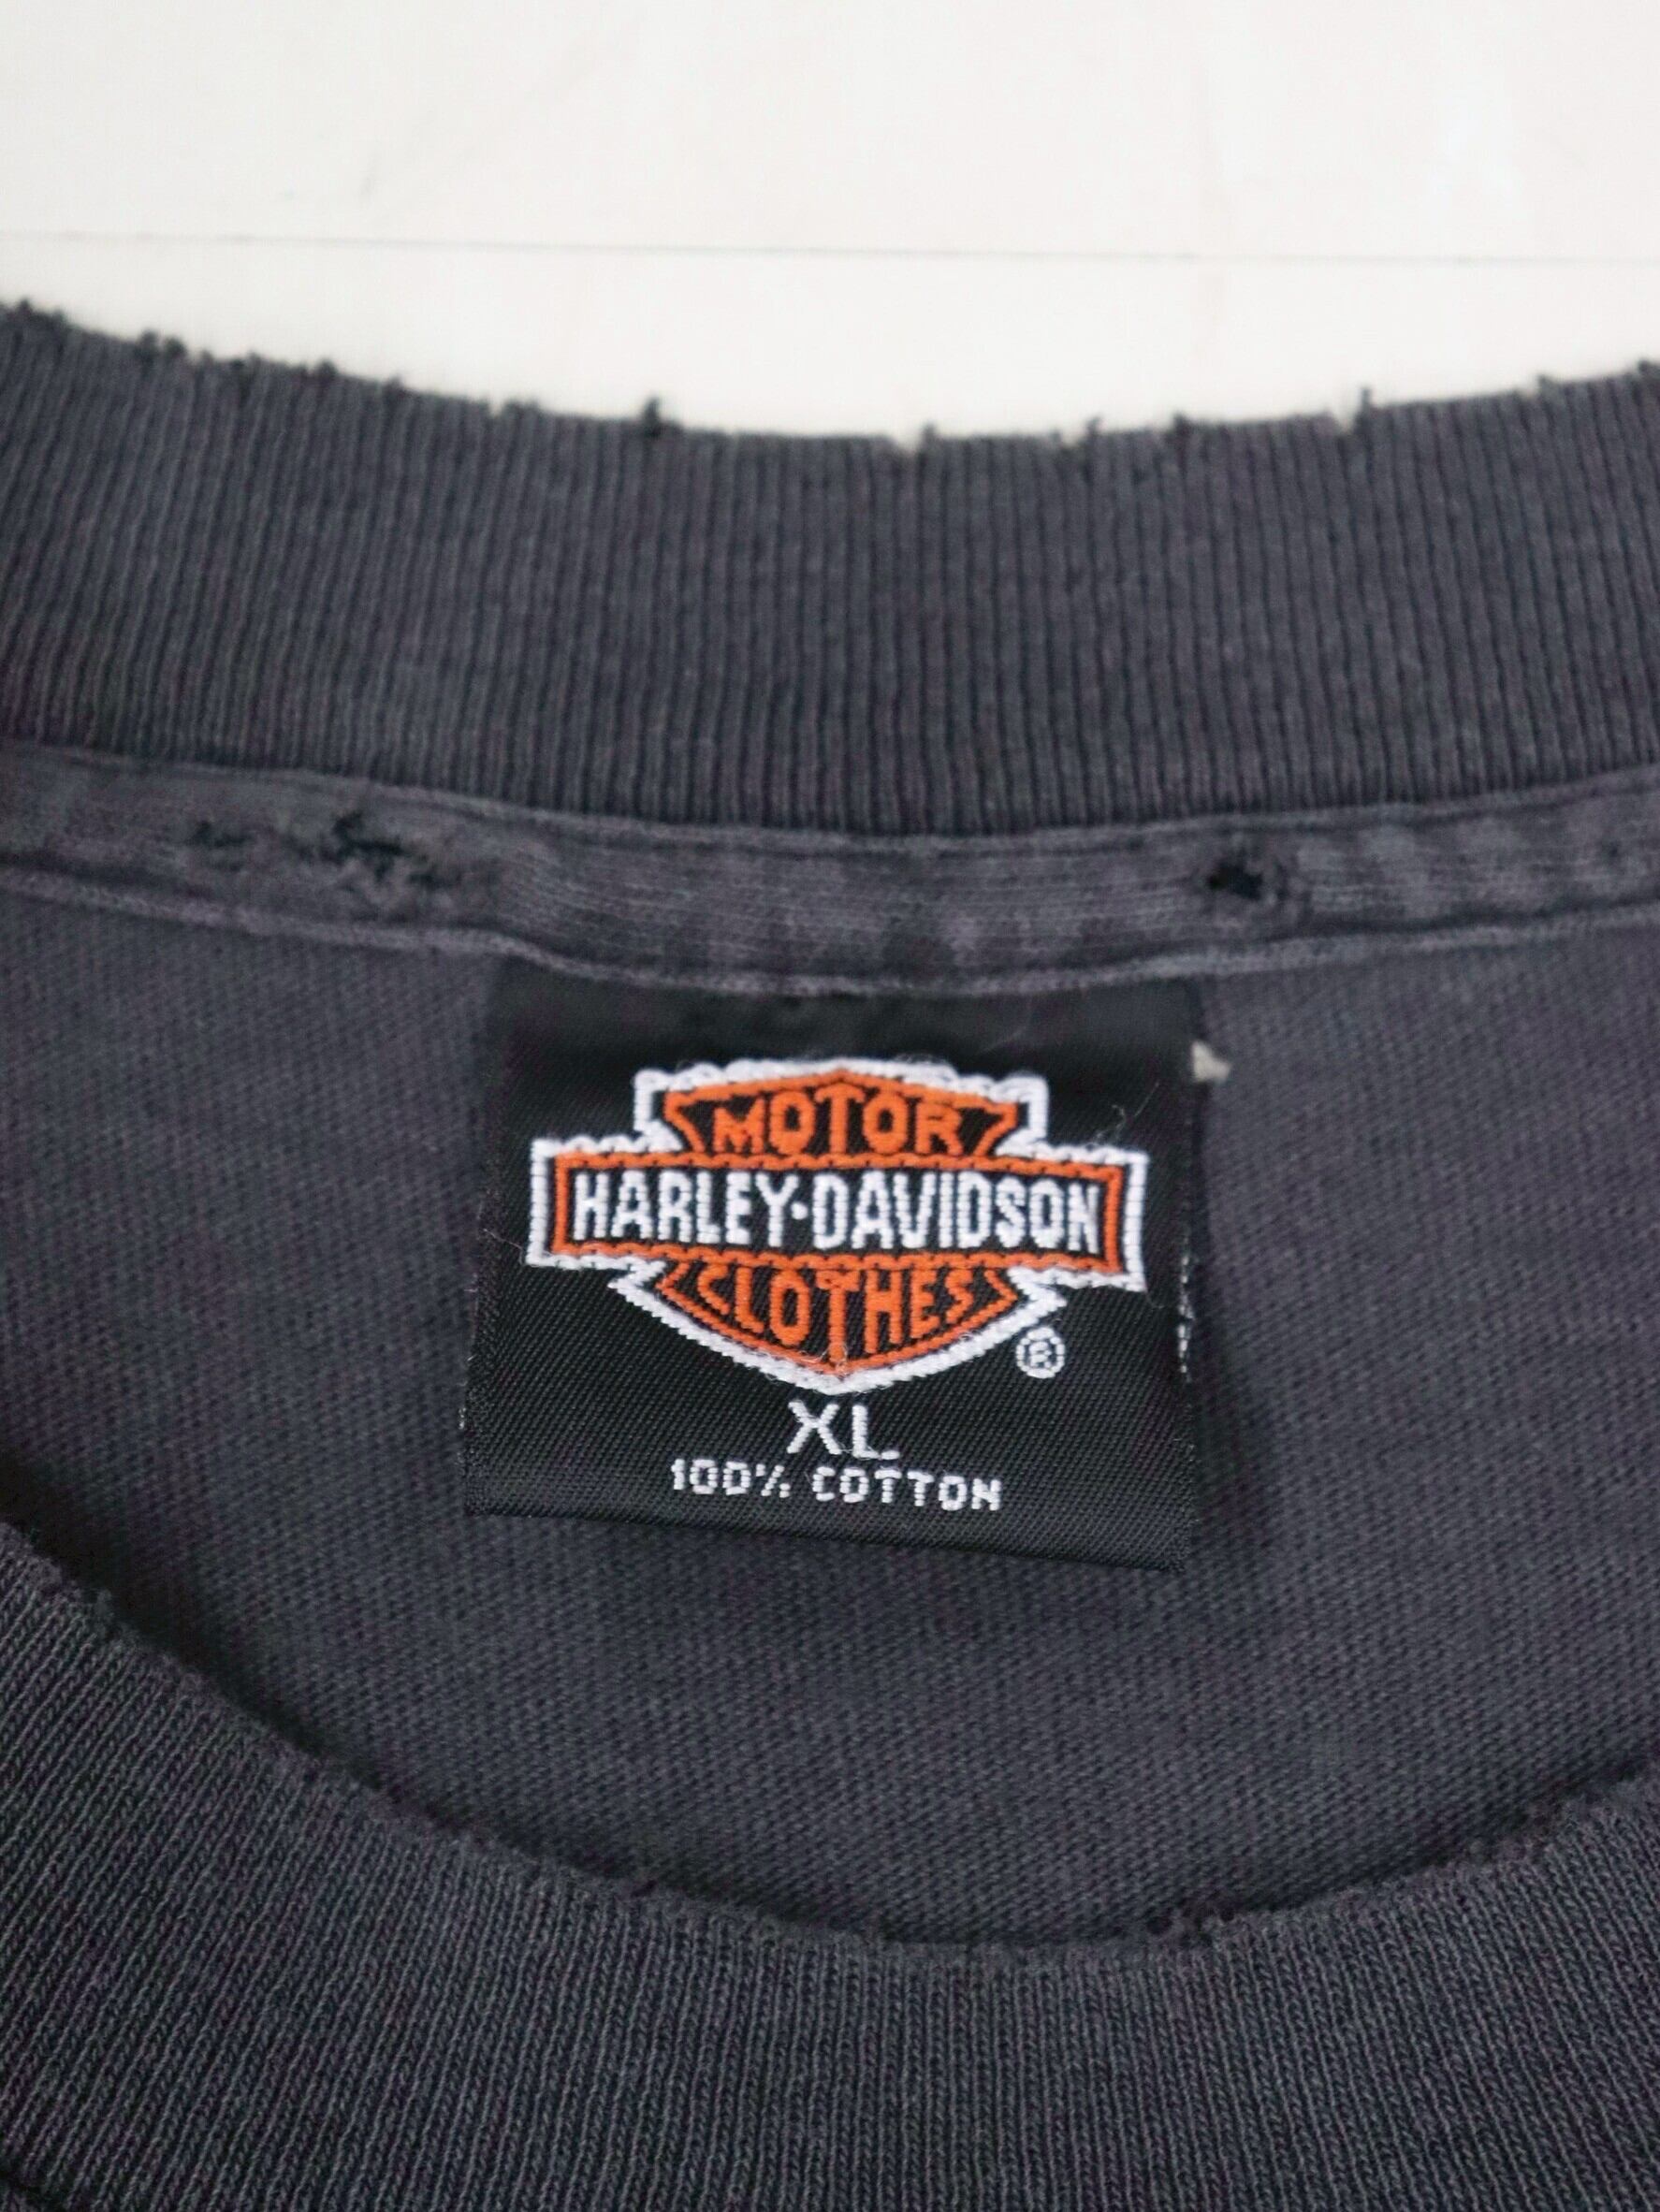 MOTOR
HARLEY-DAVIDSON
CLOTHES
®
XL
100% COTTON